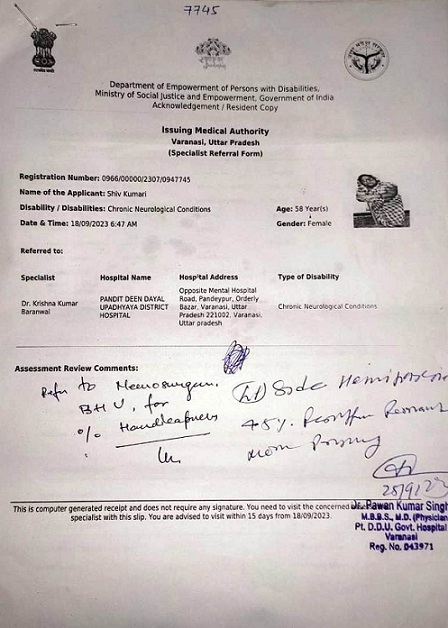 7745
Department of Empowerment of Persons with Disabilities,
Ministry of Social Justice and Empowerment, Government of India
Acknowledgement / Resident Copy
Issuing Medical Authority
Varanasi, Uttar Pradesh
(Specialist Referral Form)
Registration Number: 0966/00000/2307/0947745
Name of the Applicant: Shiv Kumari
Disability / Disabilities: Chronic Neurological Conditions
Age: 58 Year(s)
Date & Time: 18/09/2023 6:47 AM
Gender: Female
Referred to:
Specialist Hospital Name Hospital Address Type of Disability
Dr. Krishna Kumar Baranwal
PANDIT DEEN DAYAL UPADHYAYA DISTRICT HOSPITAL
Opposite Mental Hospital Road, Pandeypur, Orderly Bazar, Varanasi, Uttar Pradesh 221002. Varanasi, Uttar pradesh
Chronic Neurological Conditions
Assessment Review Comments:
Refer to
BHU, for
% Handicapness
Side
45%
25/9/23
This is computer generated receipt and does not require any signature. You need to visit the concerned
specialist with this slip. You are advised to visit within 15 days from 18/09/2023.
Dr. Pawan Kumar Singh
M.B.B.S., M.D. (Physician
Pt. D.D.U. Govt. Hospital
Varanasi
Reg. No. 043971